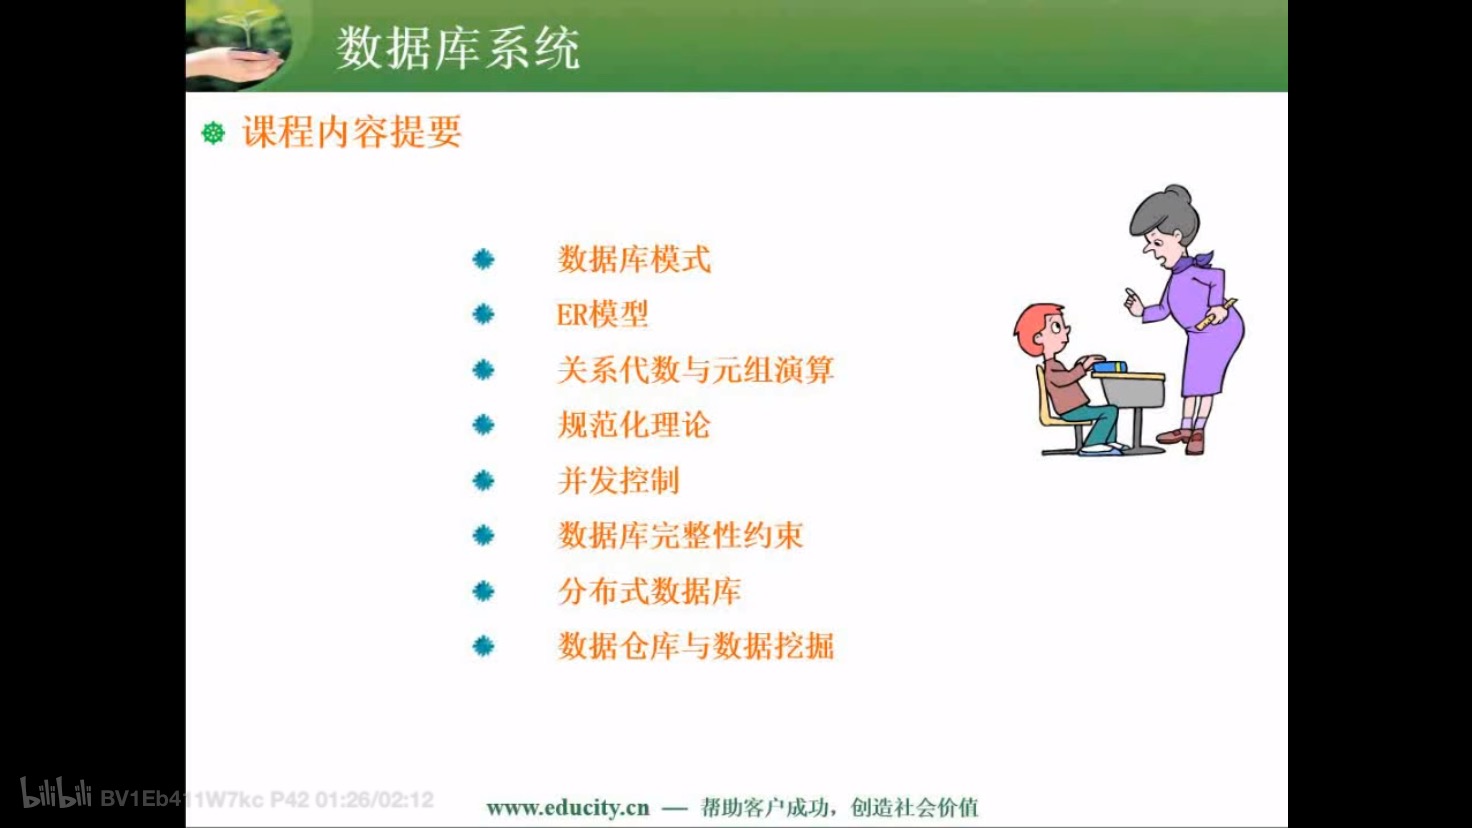 数据库系统
课程内容提要
数据库模式
ER模型
关系代数与元组演算
规范化理论
并发控制
数据库完整性约束
分布式数据库
数据仓库与数据挖掘
bilibili BV1Eb411W7kc P42 01:26/02:12
www.educity.cn — 帮助客户成功，创造社会价值